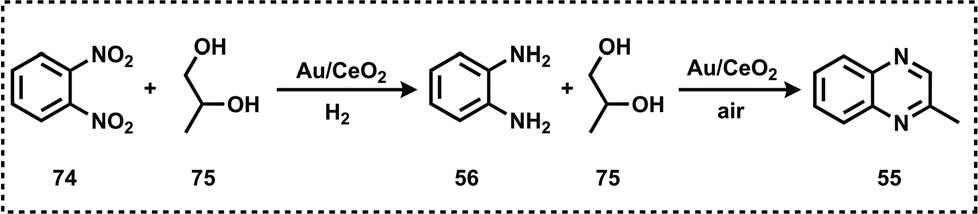 NO₂ NO₂ + OH OH Au/CeO₂ H₂ NH₂ NH₂ + OH OH Au/CeO₂ air N N
74 75 56 75 55